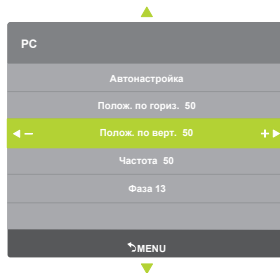 PC
Автонастройка
Полож. по гориз. 50
– Полож. по верт. 50 +
Частота 50
Фаза 13
MENU